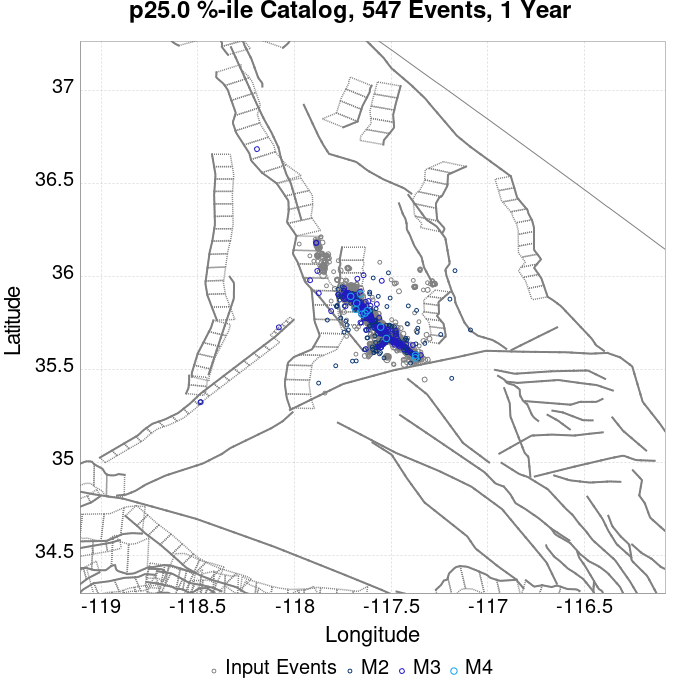 p25.0 %-ile Catalog, 547 Events, 1 Year
37
36.5
36
35.5
35
34.5
Latitude
-119 -118.5 -118 -117.5 -117 -116.5
Longitude
Input Events M2 M3 M4